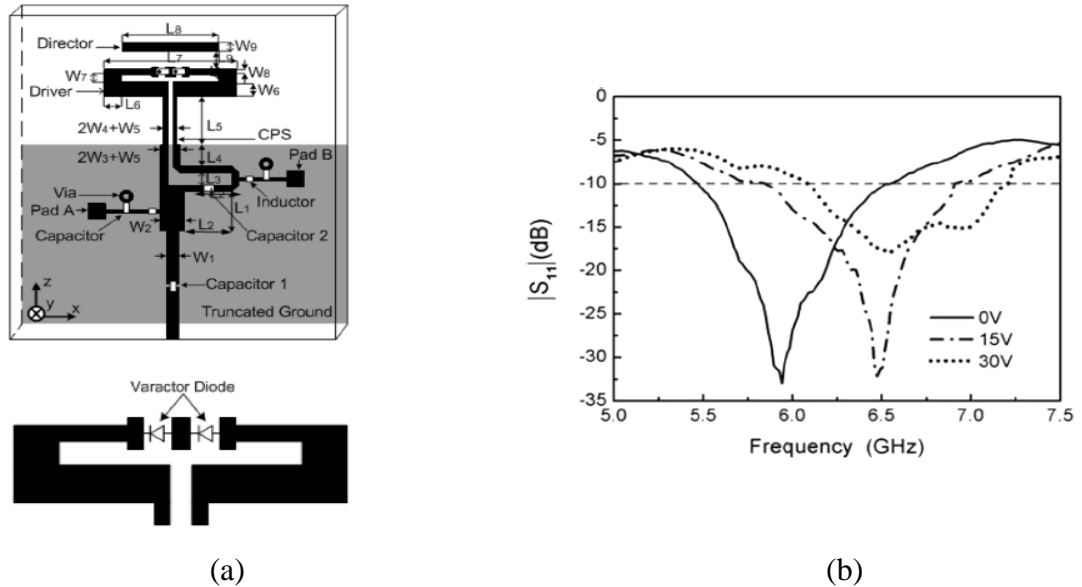 L8
Director
W9
L7
L9
W7
W8
Driver
W6
L6
L5
2W4+W5
CPS
2W3+W5
L4
Pad B
L3
Via
L2
Inductor
Pad A
L1
W2
L2
Capacitor
Capacitor 2
W1
Capacitor 1
z
y
x
Truncated Ground
Varactor Diode
(a)
0
-5
-10
-15
-20
-25
-30
-35
|S11|(dB)
0V
15V
30V
5.0
5.5
6.0
6.5
7.0
7.5
Frequency (GHz)
(b)